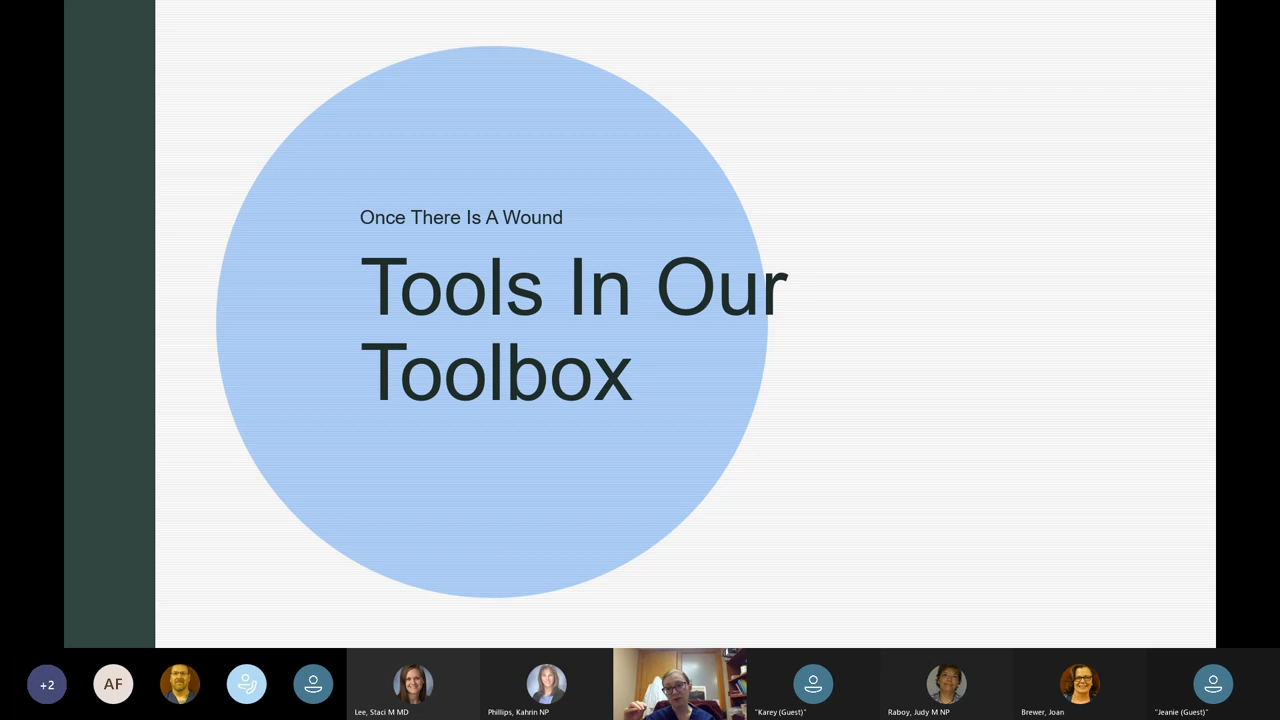 Once There Is A Wound
Tools In Our
Toolbox
+2
AF
Lee, Staci M MD
Phillips, Kahrin NP
"Karey (Guest)"
Raboy, Judy M NP
Brewer, Joan
"Jeanie (Guest)"